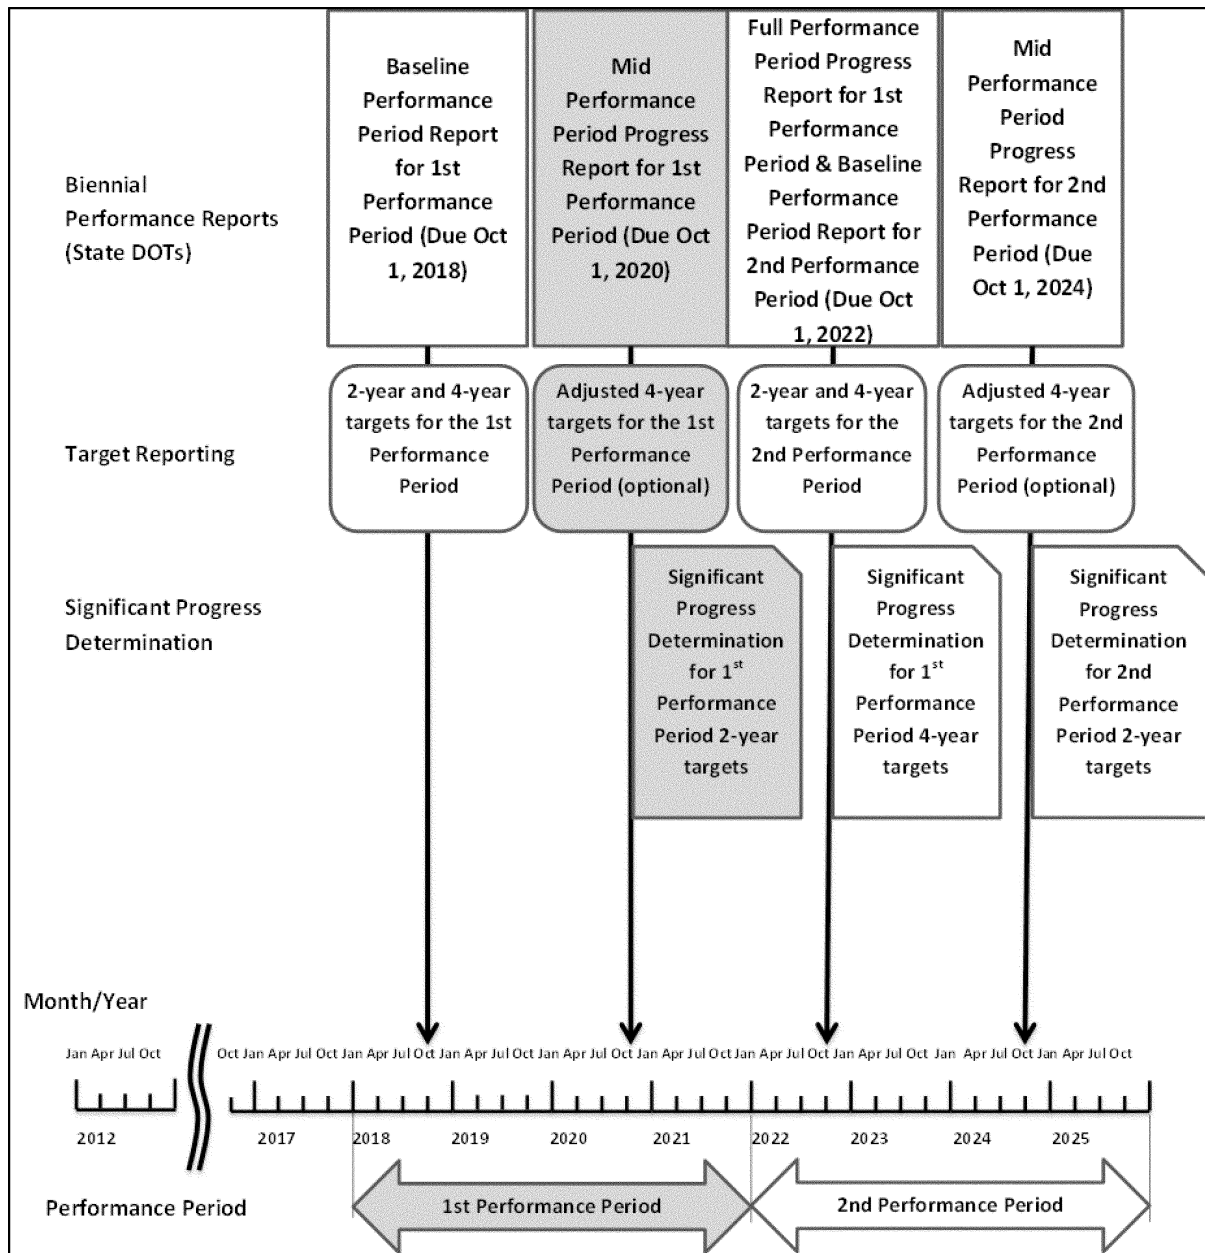 Biennial
Performance Reports
(State DOTs)
Baseline
Performance
Period Report
for 1st
Performance
Period (Due Oct
1, 2018)
Mid
Performance
Period Progress
Report for 1st
Performance
Period (Due Oct
1, 2020)
Full Performance
Period Progress
Report for 1st
Performance
Period & Baseline
Performance
Period Report for
2nd Performance
Period (Due Oct
1, 2022)
Mid
Performance
Period
Progress
Report for 2nd
Performance
Period (Due
Oct 1, 2024)
Target Reporting
2-year and 4-year
targets for the 1st
Performance
Period
Adjusted 4-year
targets for the 1st
Performance
Period (optional)
2-year and 4-year
targets for the
2nd Performance
Period
Adjusted 4-year
targets for the 2nd
Performance
Period (optional)
Significant Progress
Determination
Significant
Progress
Determination
for 1st
Performance
Period 2-year
targets
Significant
Progress
Determination
for 1st
Performance
Period 4-year
targets
Significant
Progress
Determination
for 2nd
Performance
Period 2-year
targets
Month/Year
Jan Apr Jul Oct Oct Jan Apr Jul Oct Jan Apr Jul Oct Jan Apr Jul Oct Jan Apr Jul Oct Jan Apr Jul Oct Jan Apr Jul Oct Jan Apr Jul Oct Jan Apr Jul Oct Jan Apr Jul Oct
2012 2017 2018 2019 2020 2021 2022 2023 2024 2025
Performance Period
1st Performance Period
2nd Performance Period